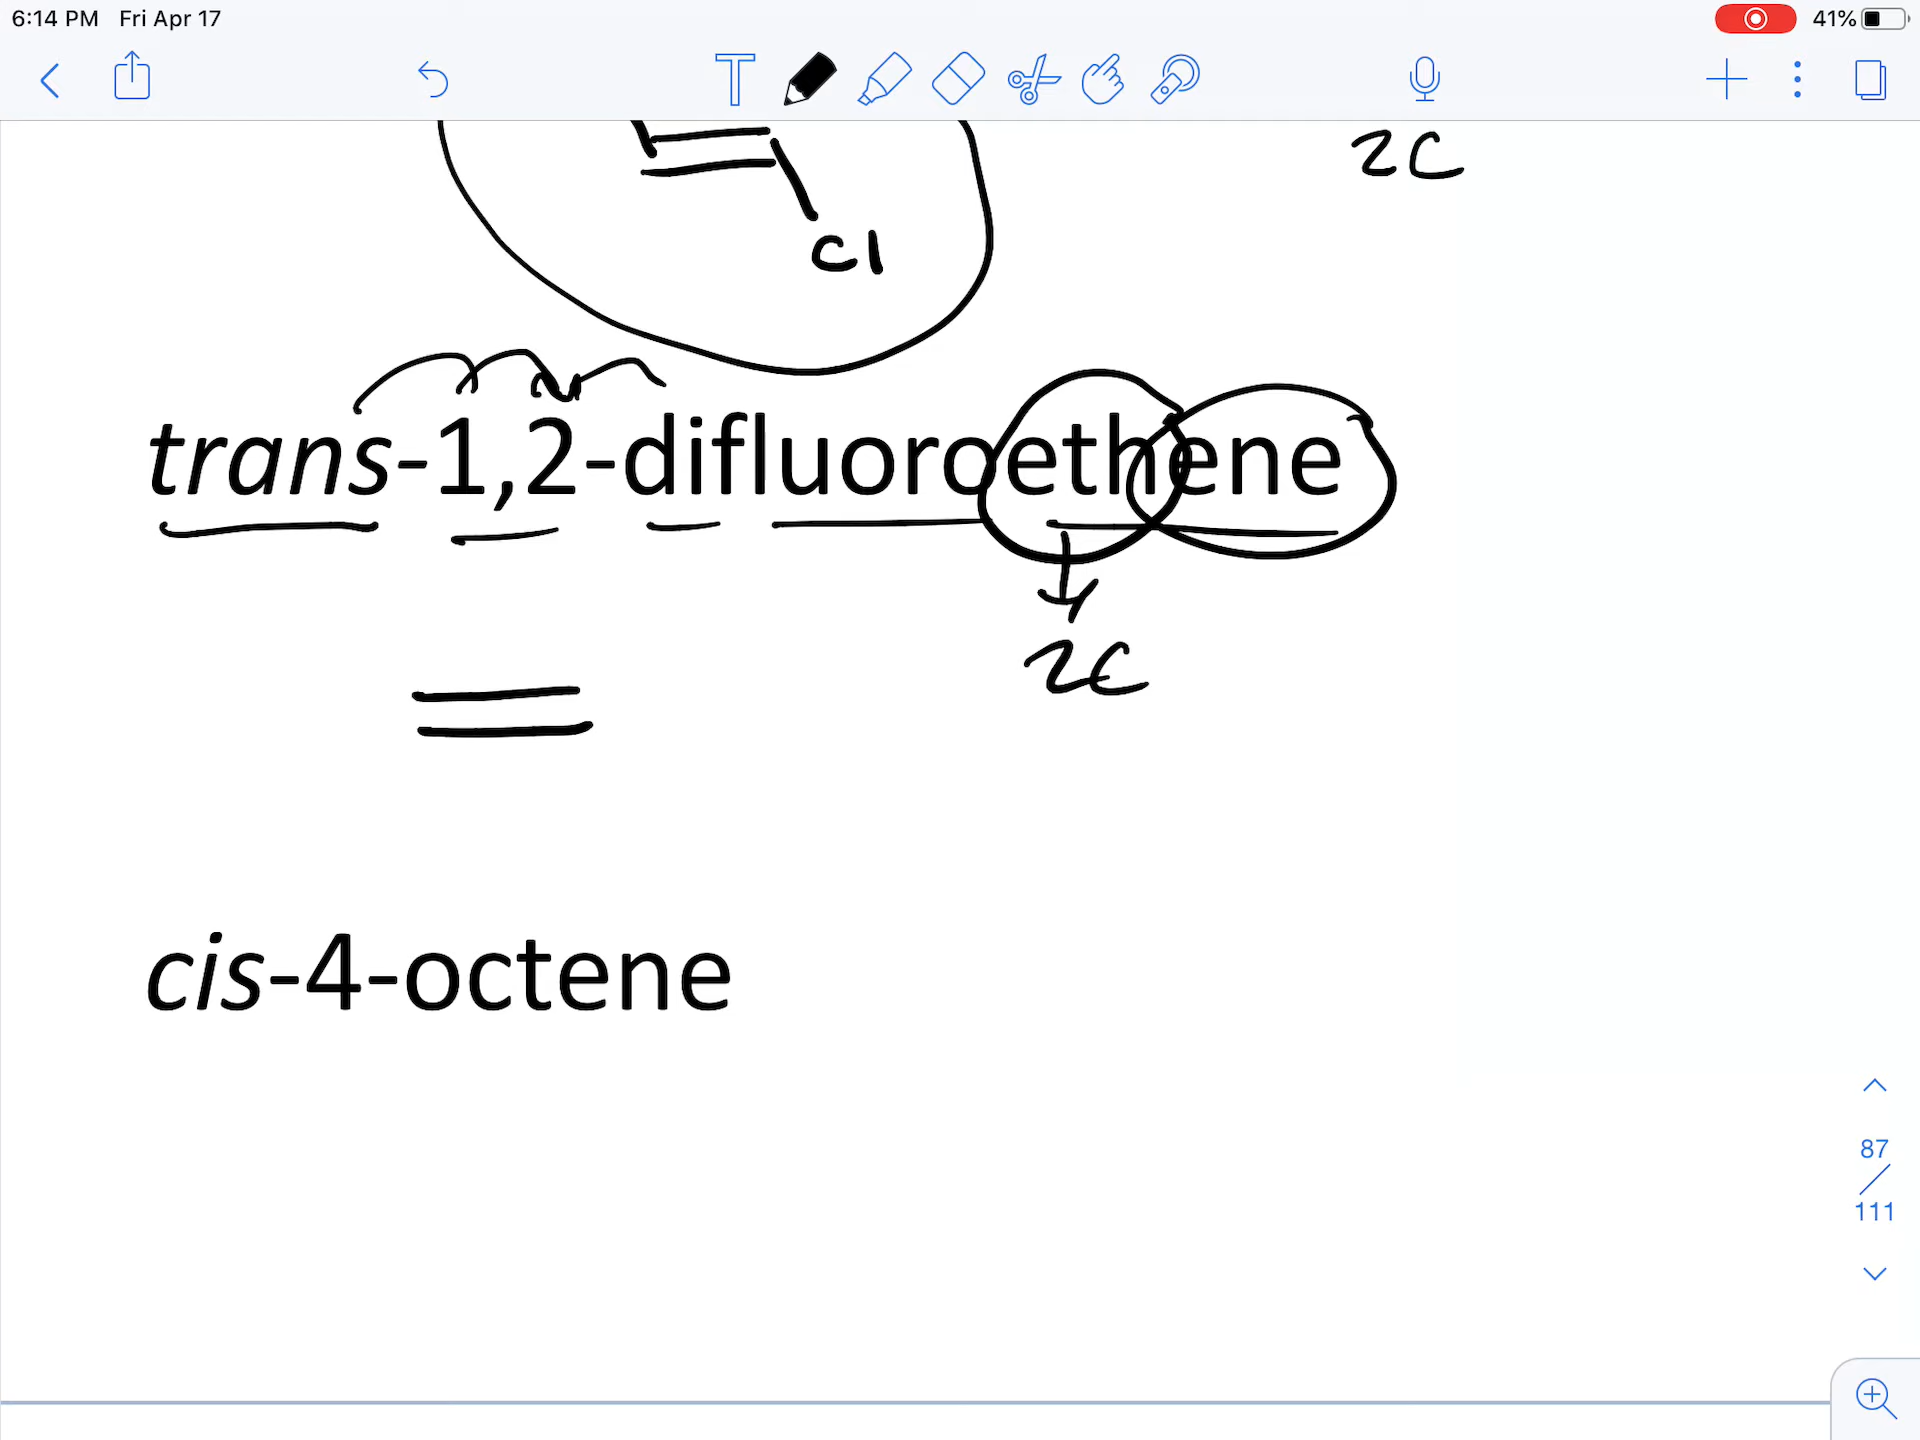 6:14 PM Fri Apr 17
41%
2C
Cl
trans-1,2-difluoroethene
2C
cis-4-octene
87
111